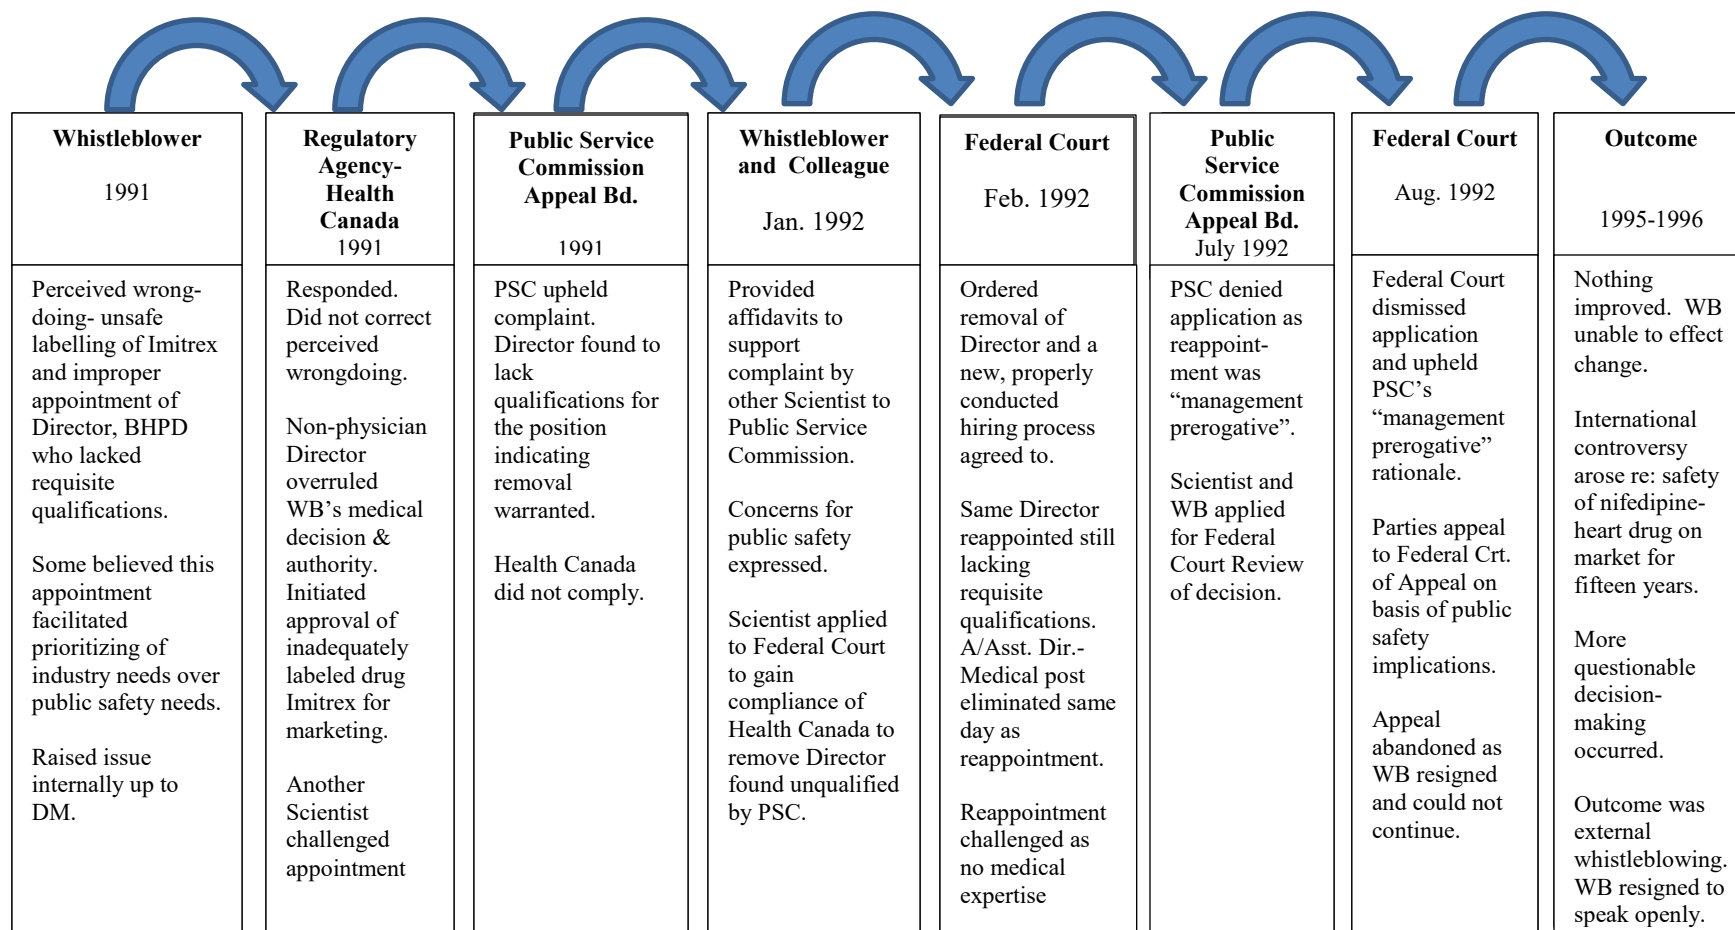 Whistleblower
1991
Perceived wrong-
doing- unsafe
labelling of Imitrex
and improper
appointment of
Director, BHPD
who lacked
requisite
qualifications.
Some believed this
appointment
facilitated
prioritizing of
industry needs over
public safety needs.
Raised issue
internally up to
DM.
Regulatory
Agency-
Health
Canada
1991
Responded.
Did not correct
perceived
wrongdoing.
Non-physician
Director
overruled
WB’s medical
decision &
authority.
Initiated
approval of
inadequately
labeled drug
Imitrex for
marketing.
Another
Scientist
challenged
appointment
Public Service
Commission
Appeal Bd.
1991
PSC upheld
complaint.
Director found to
lack
qualifications for
the position
indicating
removal
warranted.
Health Canada
did not comply.
Whistleblower
and Colleague
Jan. 1992
Provided
affidavits to
support
complaint by
other Scientist to
Public Service
Commission.
Concerns for
public safety
expressed.
Scientist applied
to Federal Court
to gain
compliance of
Health Canada to
remove Director
found unqualified
by PSC.
Federal Court
Feb. 1992
Ordered
removal of
Director and a
new, properly
conducted
hiring process
agreed to.
Same Director
reappointed still
lacking
requisite
qualifications.
A/Asst. Dir.-
Medical post
eliminated same
day as
reappointment.
Reappointment
challenged as
no medical
expertise
Public
Service
Commission
Appeal Bd.
July 1992
PSC denied
application as
reappoint-
ment was
“management
prerogative”.
Scientist and
WB applied
for Federal
Court Review
of decision.
Federal Court
Aug. 1992
Federal Court
dismissed
application
and upheld
PSC’s
“management
prerogative”
rationale.
Parties appeal
to Federal Crt.
of Appeal on
basis of public
safety
implications.
Appeal
abandoned as
WB resigned
and could not
continue.
Outcome
1995-1996
Nothing
improved. WB
unable to effect
change.
International
controversy
arose re: safety
of nifedipine-
heart drug on
market for
fifteen years.
More
questionable
decision-
making
occurred.
Outcome was
external
whistleblowing.
WB resigned to
speak openly.